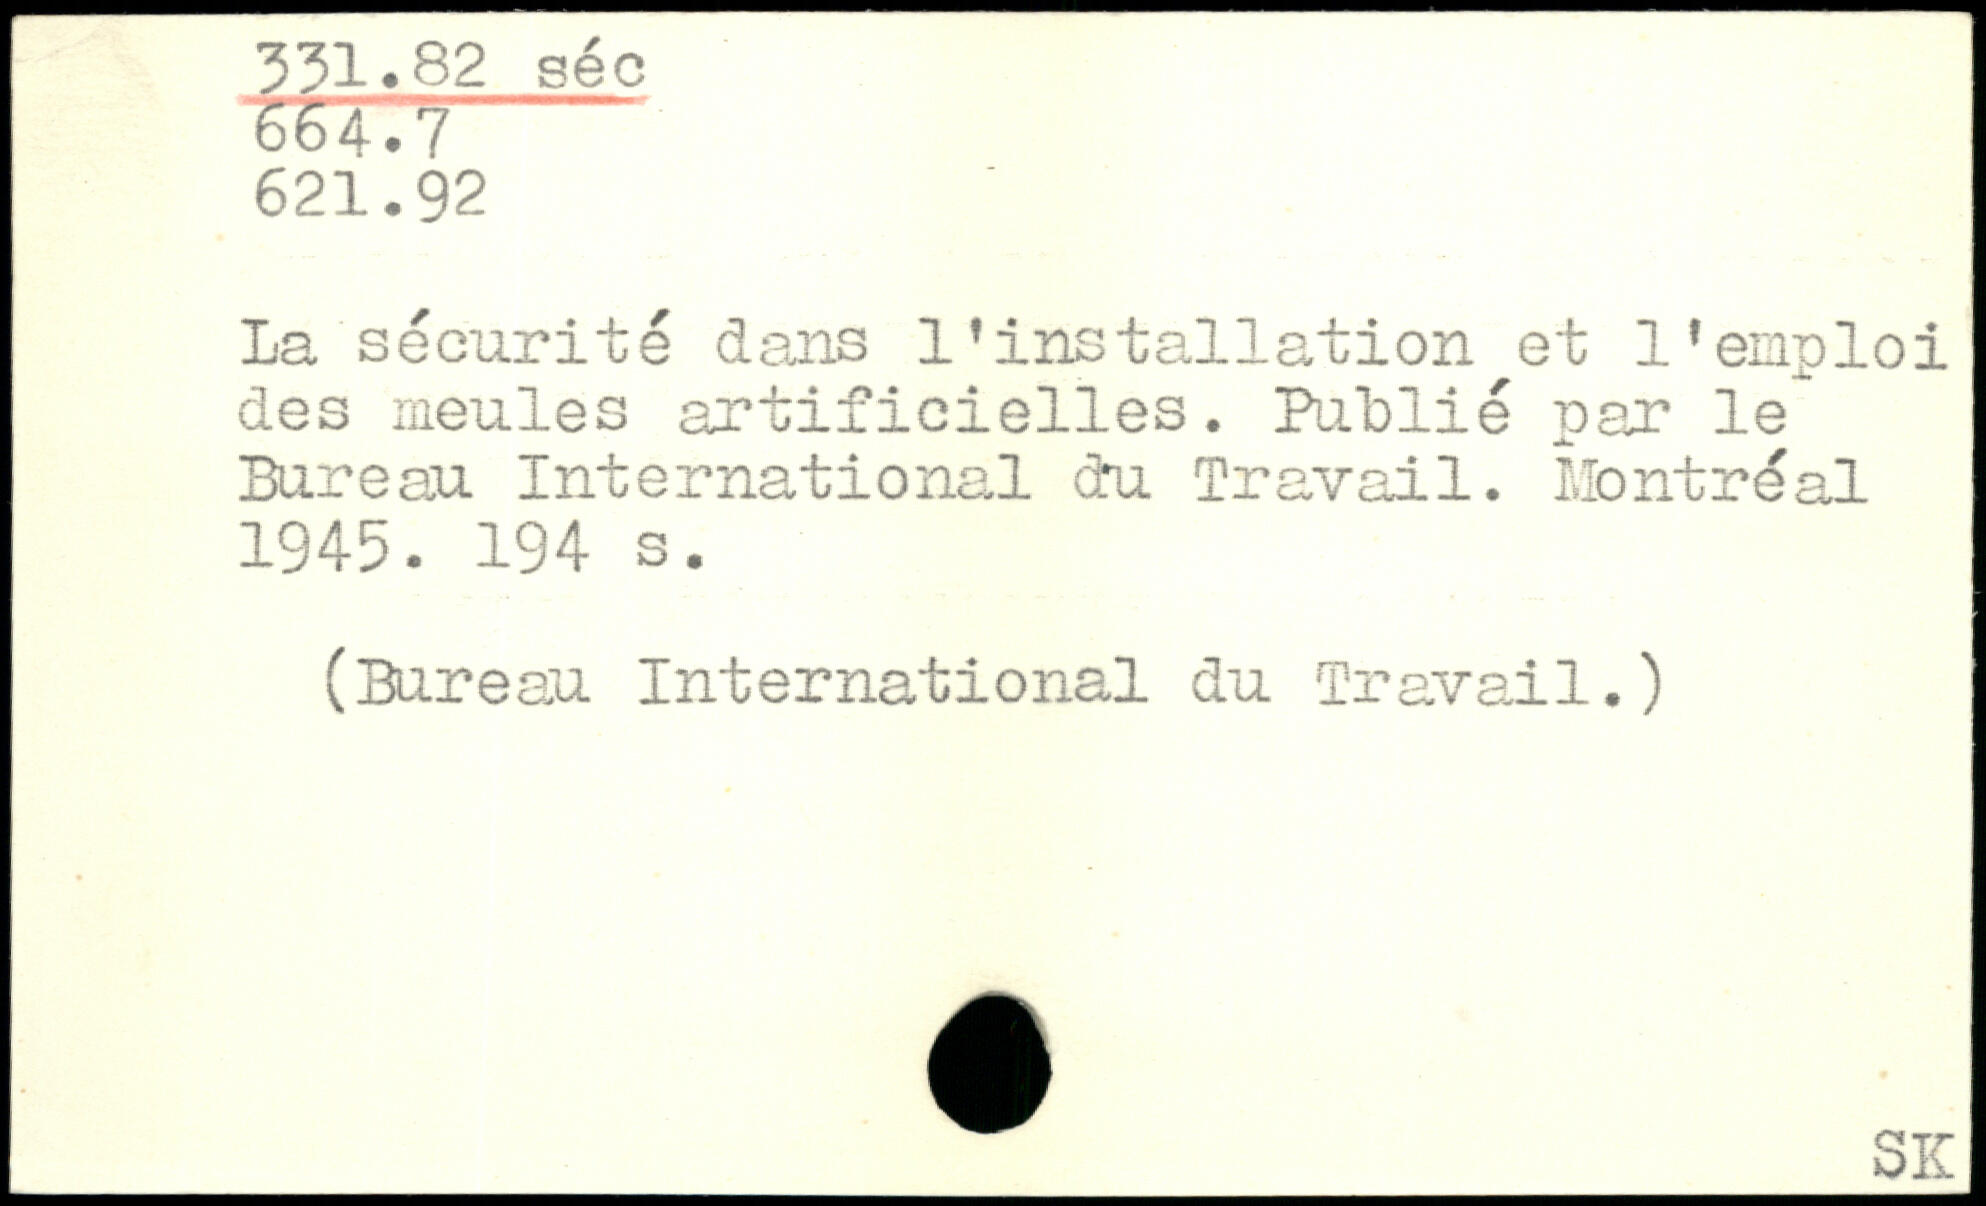 331.82 séc
664.7
621.92
La sécurité dans l'installation et l'emploi
des meules artificielles. Publié par le
Bureau International du Travail. Montréal
1945. 194 s.
(Bureau International du Travail.)
SK